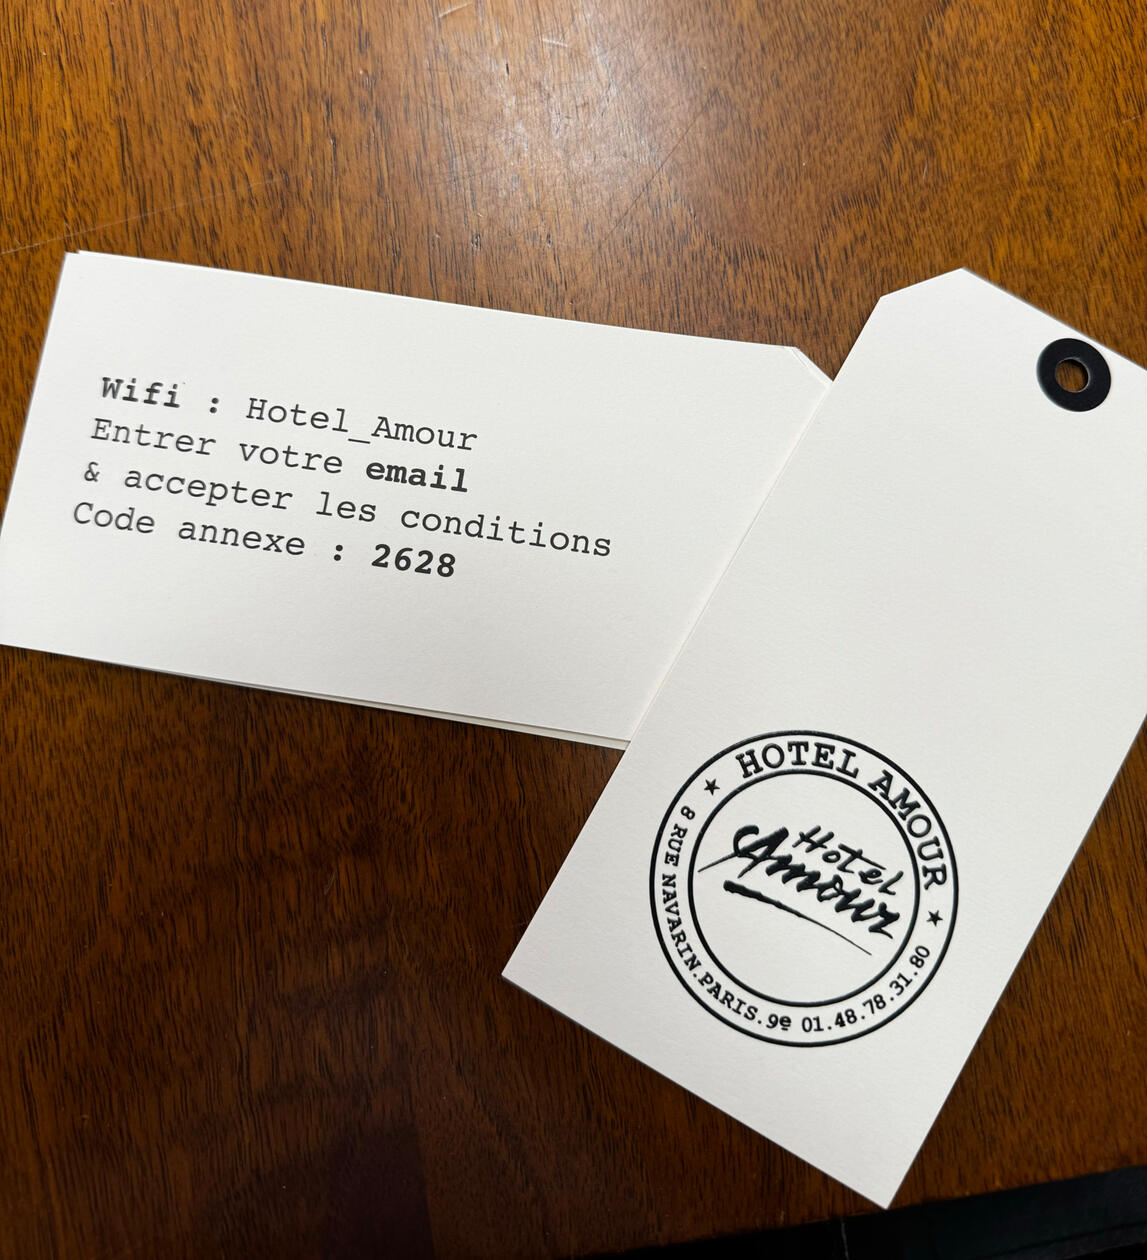 Wifi : Hotel_Amour
Entrer votre email
& accepter les conditions
Code annexe : 2628
HOTEL AMOUR
Hotel
Amour
8 RUE NAVARIN.PARIS.9e 01.48.78.31.80